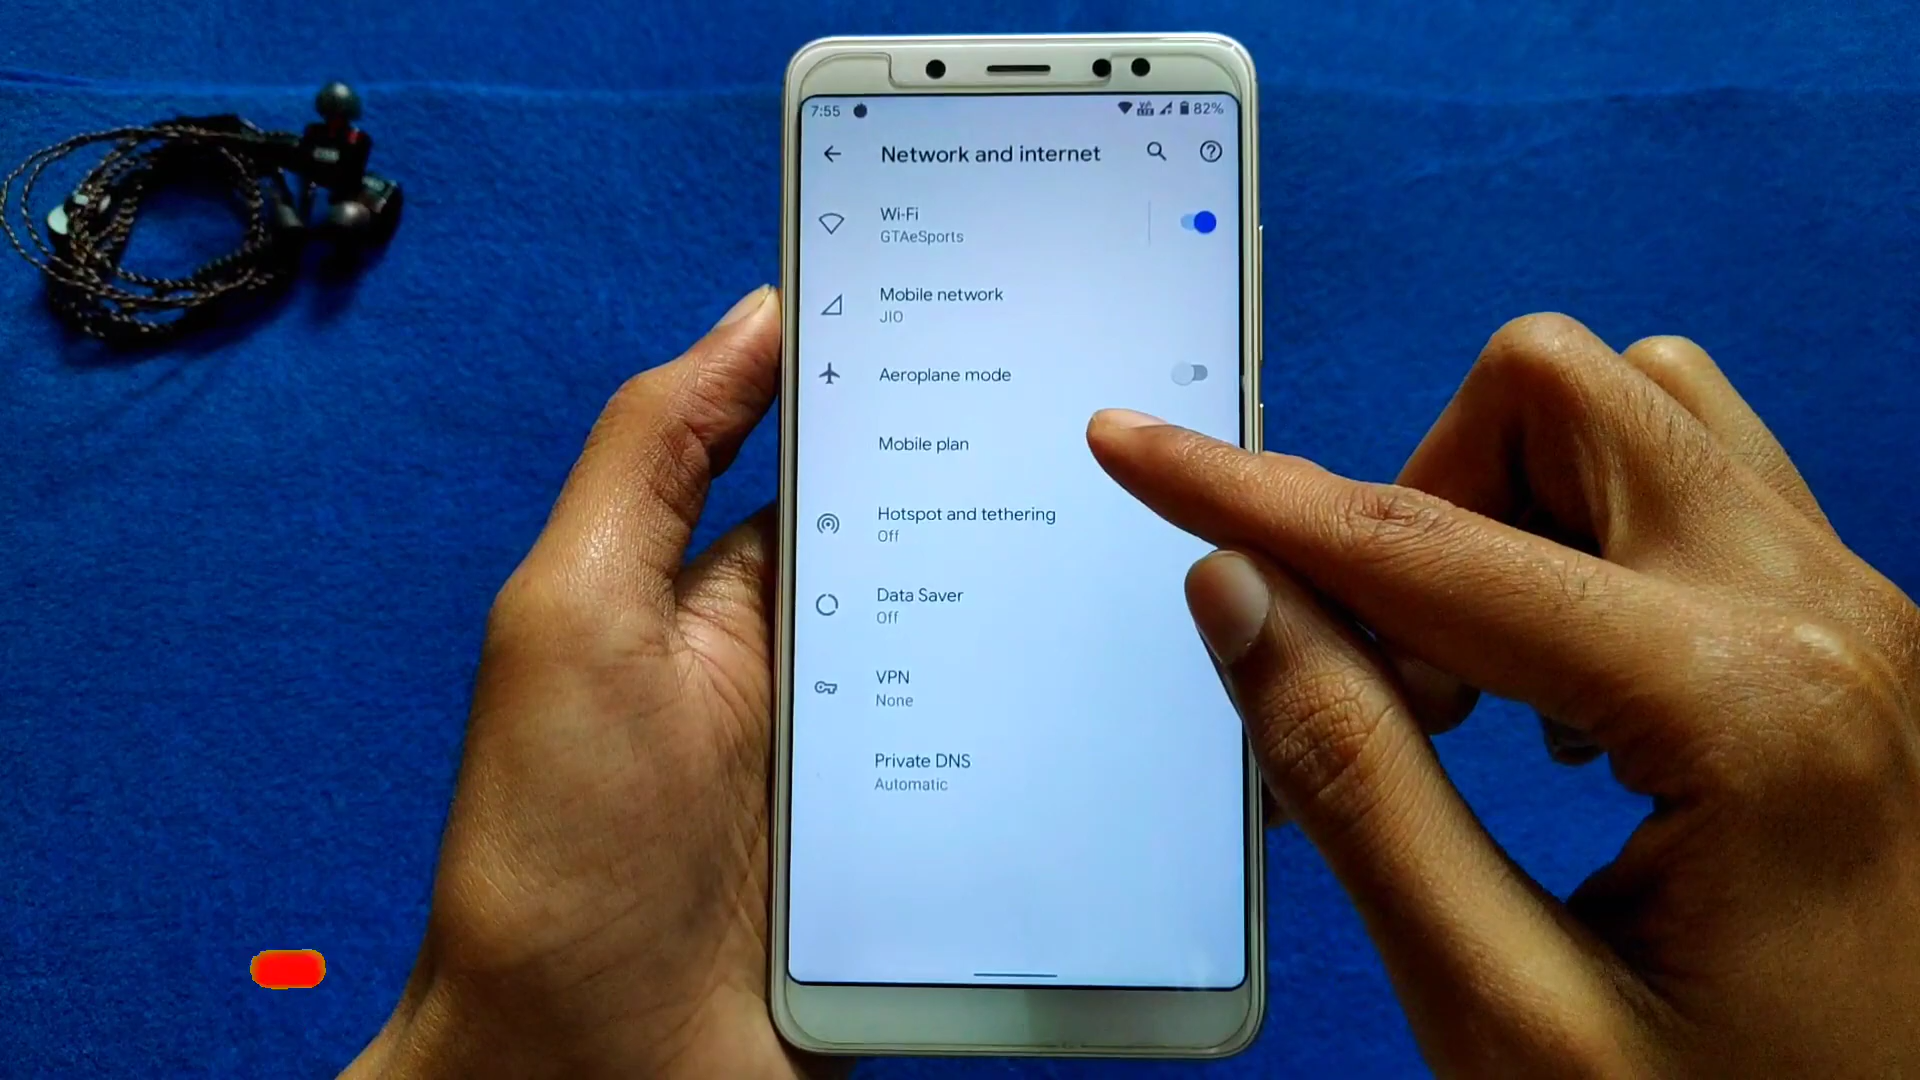 7:55 82%
Network and internet
Wi-Fi
GTAeSports
Mobile network
JIO
Aeroplane mode
Mobile plan
Hotspot and tethering
Off
Data Saver
Off
VPN
None
Private DNS
Automatic